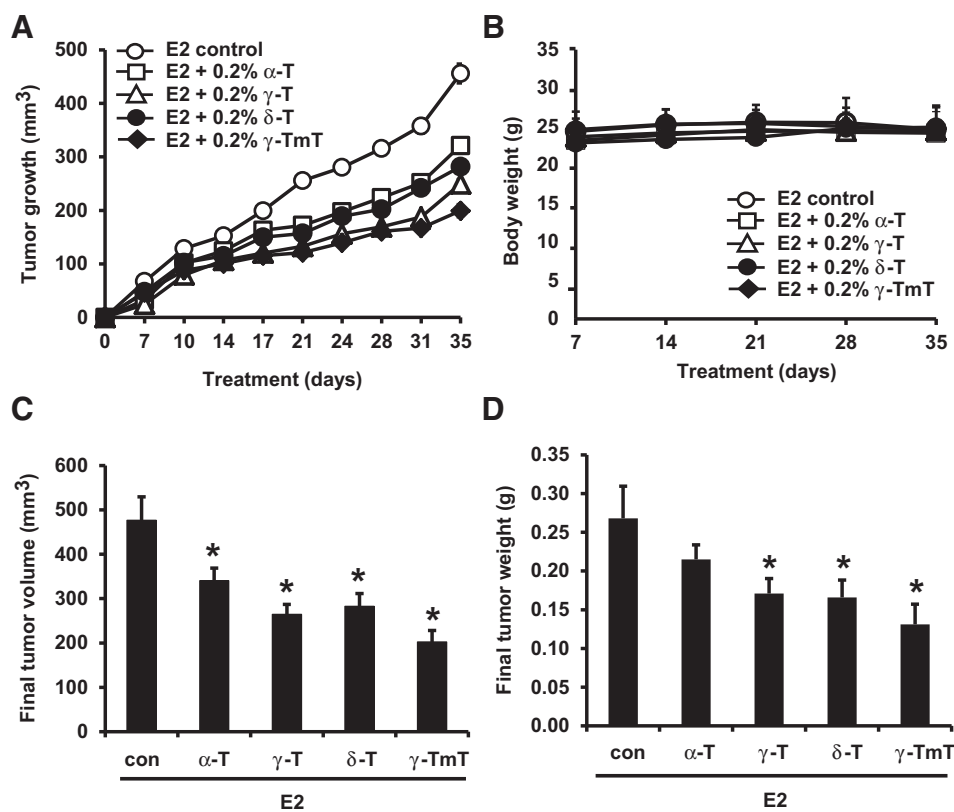 A
E2 control
E2 + 0.2% α-T
E2 + 0.2% γ-T
E2 + 0.2% δ-T
E2 + 0.2% γ-TmT
Tumor growth (mm3)
500
400
300
200
100
0
0 7 10 14 17 21 24 28 31 35
Treatment (days)
B
Body weight (g)
35
30
25
20
15
10
5
0
E2 control
E2 + 0.2% α-T
E2 + 0.2% γ-T
E2 + 0.2% δ-T
E2 + 0.2% γ-TmT
7 14 21 28 35
Treatment (days)
C
Final tumor volume (mm3)
600
500
400
300
200
100
0
* * * *
con α-T γ-T δ-T γ-TmT
E2
D
Final tumor weight (g)
0.35
0.30
0.25
0.20
0.15
0.10
0.05
0.00
* * *
con α-T γ-T δ-T γ-TmT
E2